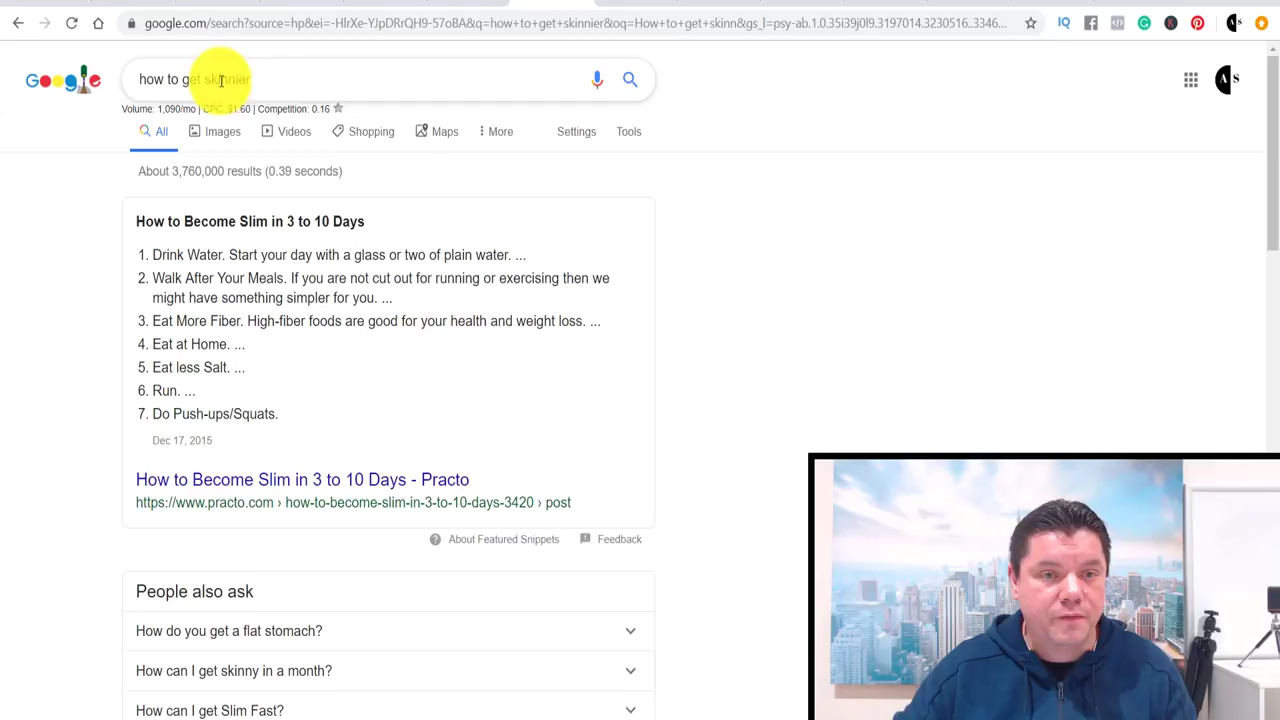 google.com/search?source=hp&ei=-HlrXe-YJpDRrQH9-57oBA&q=how+to+get+skinnier&oq=How+to+get+skinn&gs_l=psy-ab.1.0.35i39j0l9.3197014.3230516..3346...
Google
how to get skinnier
Volume: 1,090/mo | CPC: $1.60 | Competition: 0.16
All Images Videos Shopping Maps More Settings Tools
About 3,760,000 results (0.39 seconds)
How to Become Slim in 3 to 10 Days
1. Drink Water. Start your day with a glass or two of plain water. ...
2. Walk After Your Meals. If you are not cut out for running or exercising then we
might have something simpler for you. ...
3. Eat More Fiber. High-fiber foods are good for your health and weight loss. ...
4. Eat at Home. ...
5. Eat less Salt. ...
6. Run. ...
7. Do Push-ups/Squats.
Dec 17, 2015
How to Become Slim in 3 to 10 Days - Practo
https://www.practo.com › how-to-become-slim-in-3-to-10-days-3420 › post
About Featured Snippets Feedback
People also ask
How do you get a flat stomach?
How can I get skinny in a month?
How can I get Slim Fast?